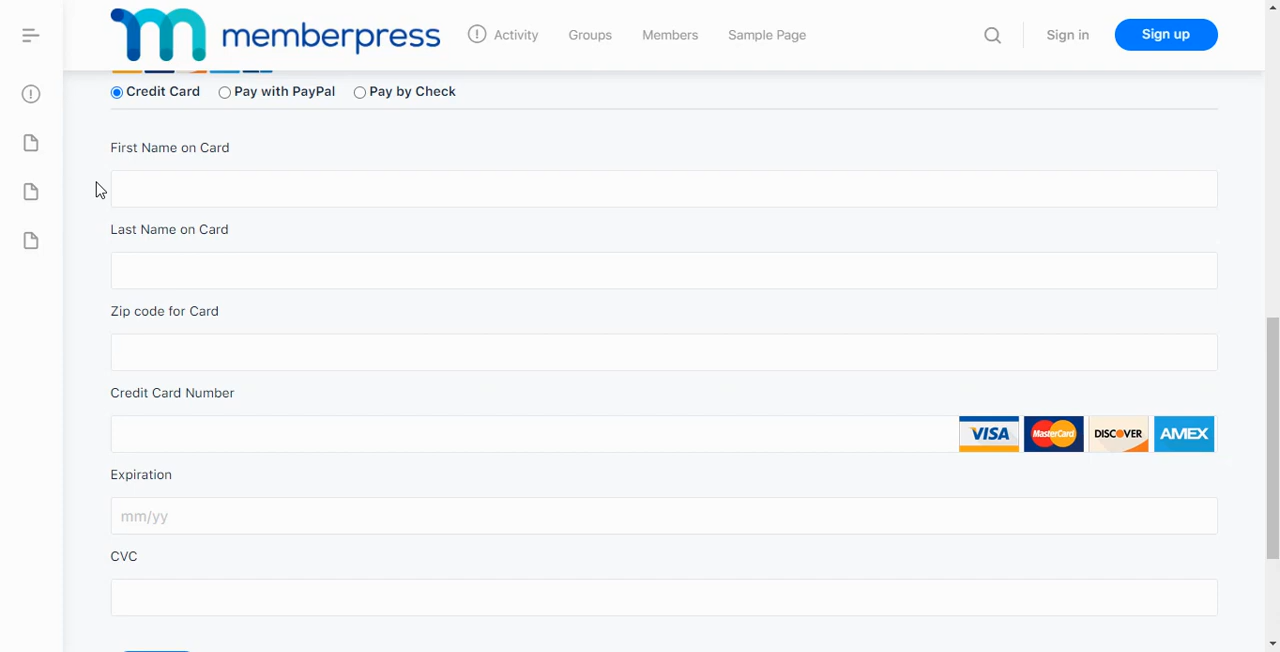 memberpress
Activity Groups Members Sample Page Sign in Sign up
Credit Card Pay with PayPal Pay by Check
First Name on Card
Last Name on Card
Zip code for Card
Credit Card Number
VISA MasterCard DISCOVER AMEX
Expiration
mm/yy
CVC